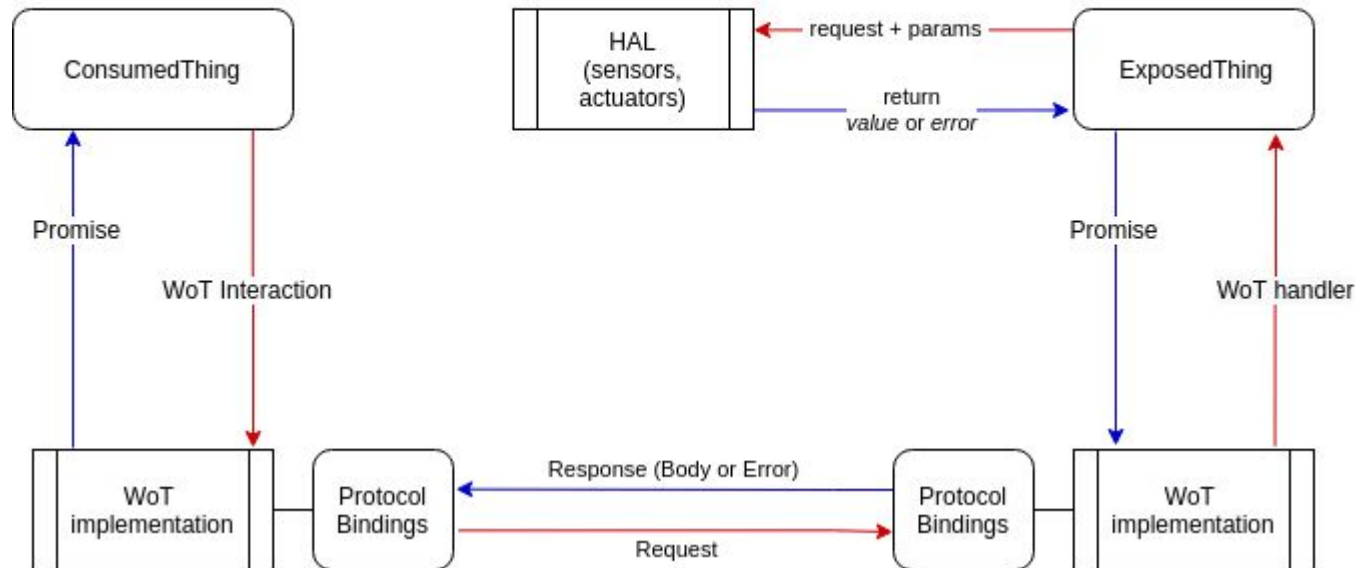 ConsumedThing
HAL
(sensors,
actuators)
request + params
return
value or error
ExposedThing
Promise
WoT Interaction
Promise
WoT handler
WoT
implementation
Protocol
Bindings
Response (Body or Error)
Request
Protocol
Bindings
WoT
implementation